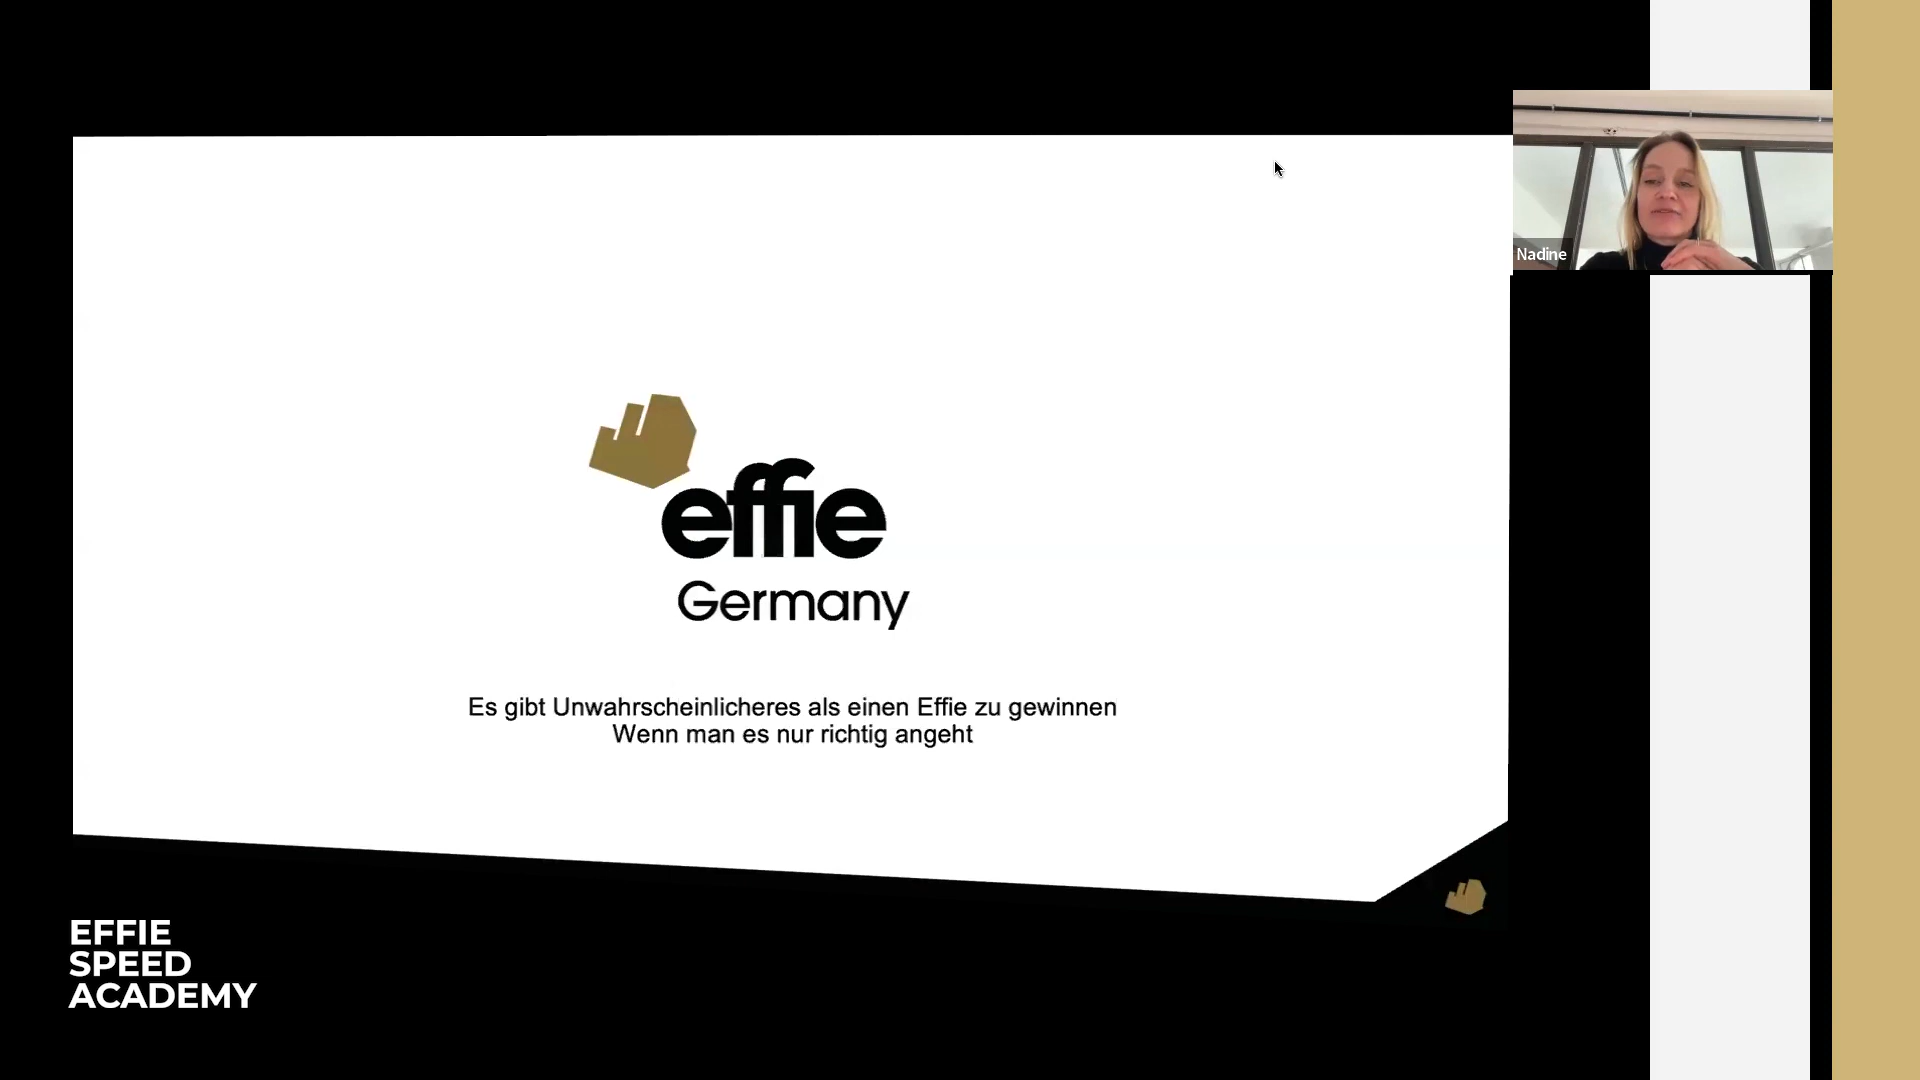 Nadine
effie
Germany
Es gibt Unwahrscheinlicheres als einen Effie zu gewinnen
Wenn man es nur richtig angeht
EFFIE
SPEED
ACADEMY